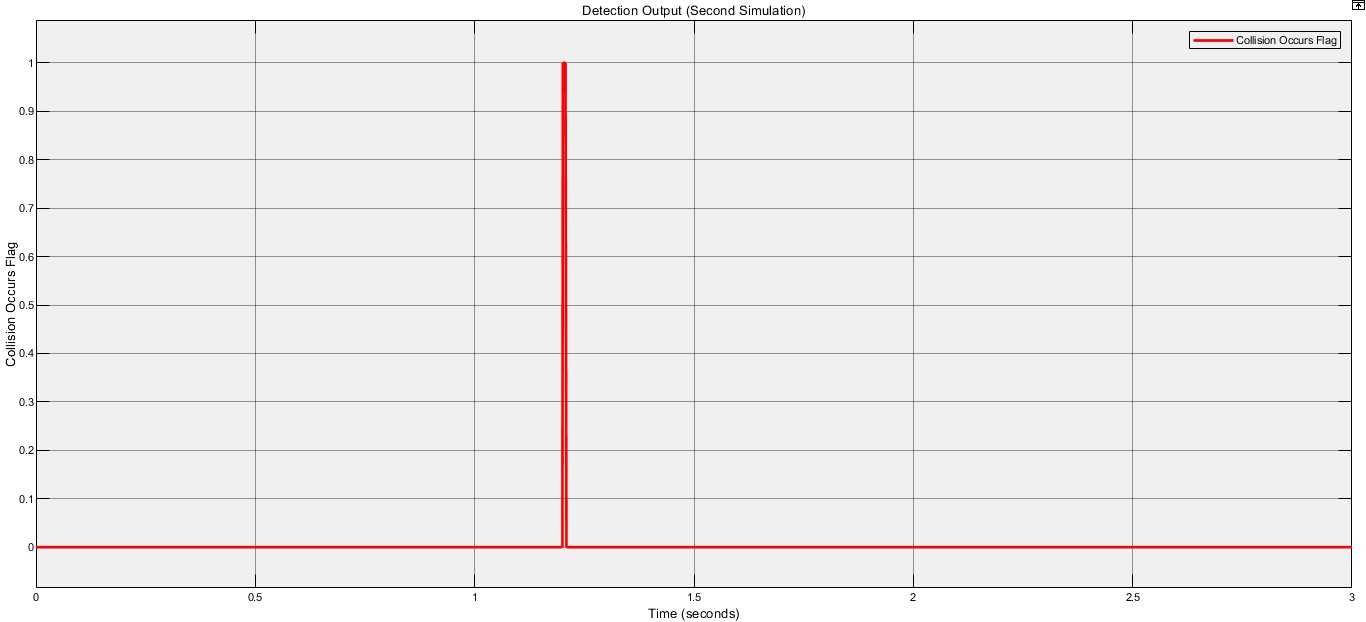 Detection Output (Second Simulation)
Collision Occurs Flag
Collision Occurs Flag
1
0.9
0.8
0.7
0.6
0.5
0.4
0.3
0.2
0.1
0
0 0.5 1 1.5 2 2.5 3
Time (seconds)